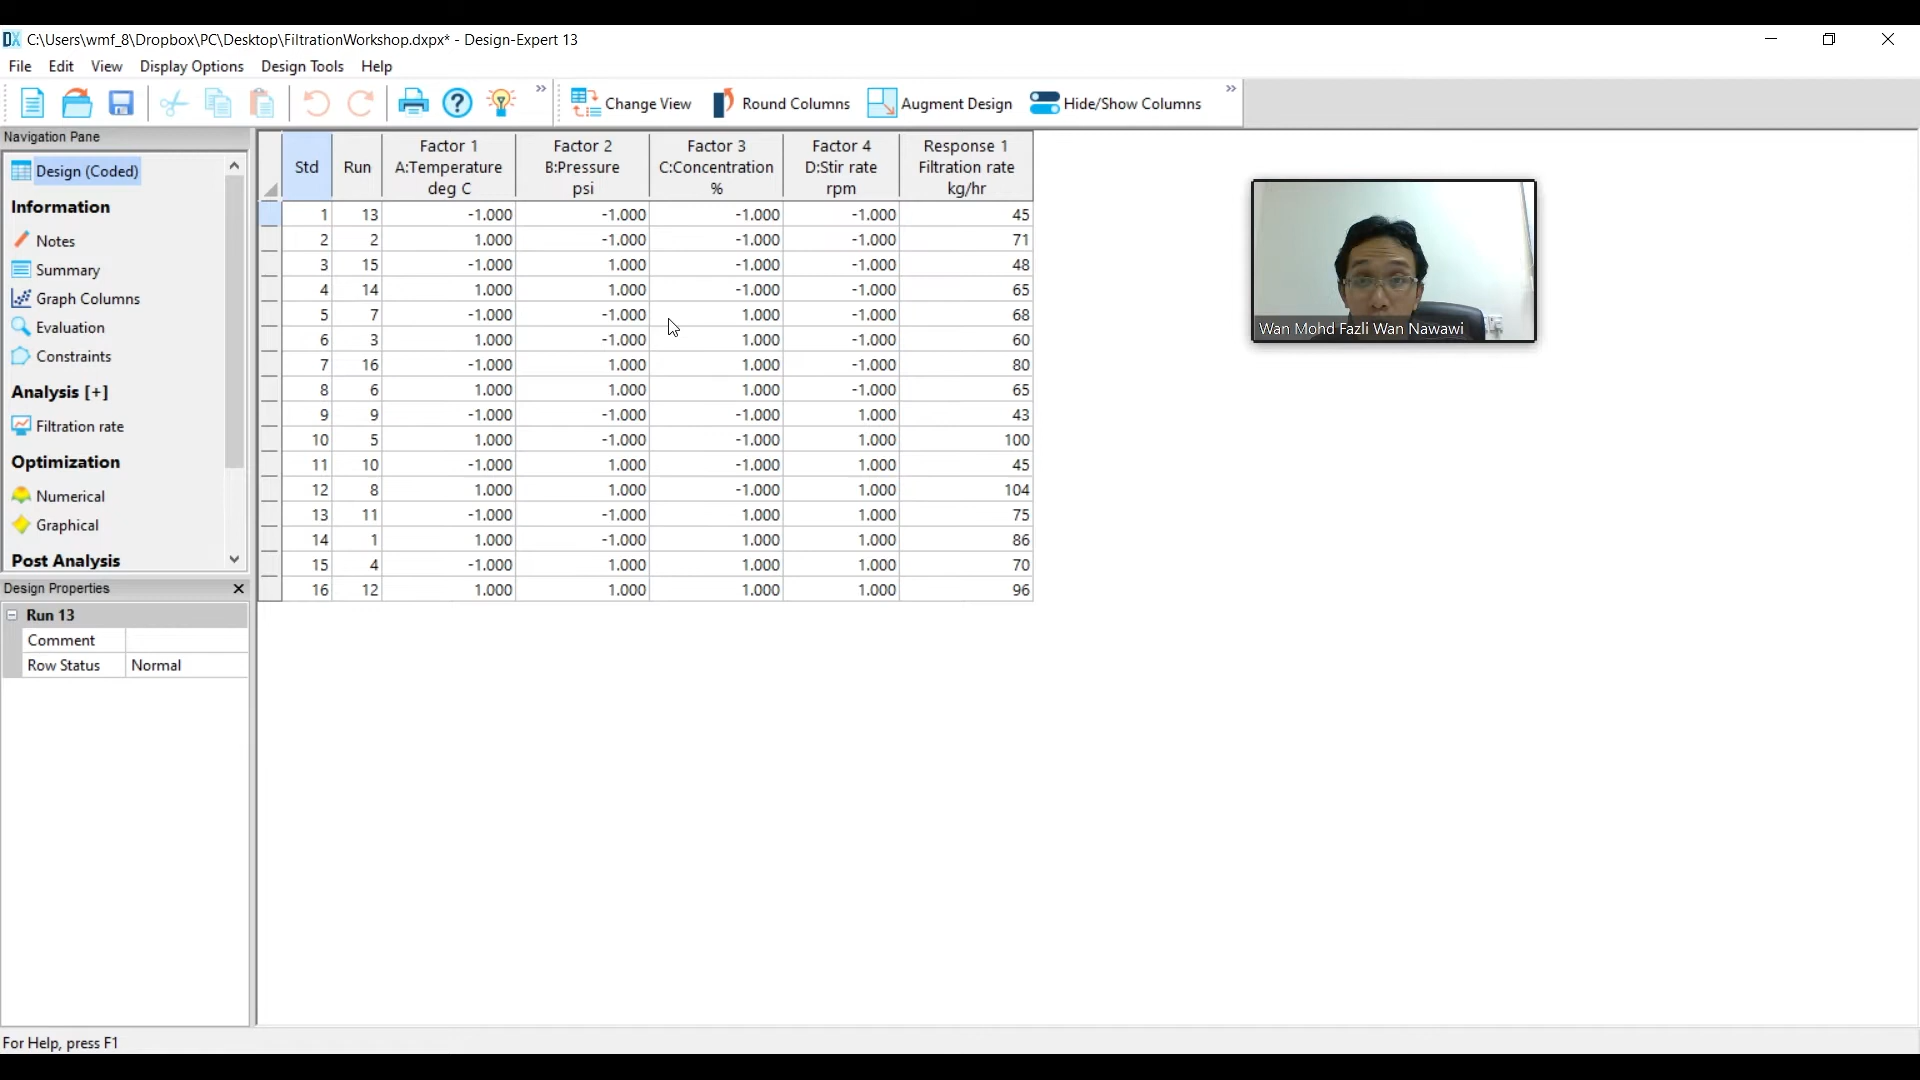 DX C:\Users\wmf_8\Dropbox\PC\Desktop\FiltrationWorkshop.dxpx* - Design-Expert 13
File Edit View Display Options Design Tools Help
Change View Round Columns Augment Design Hide/Show Columns
Navigation Pane
Design (Coded)
Information
Notes
Summary
Graph Columns
Evaluation
Constraints
Analysis [+]
Filtration rate
Optimization
Numerical
Graphical
Post Analysis
Design Properties
Run 13
Comment
Row Status Normal
Factor 1 Factor 2 Factor 3 Factor 4 Response 1
Std Run A:Temperature B:Pressure C:Concentration D:Stir rate Filtration rate
deg C psi % rpm kg/hr
1 13 -1.000 -1.000 -1.000 -1.000 45
2 2 1.000 -1.000 -1.000 -1.000 71
3 15 -1.000 1.000 -1.000 -1.000 48
4 14 1.000 1.000 -1.000 -1.000 65
5 7 -1.000 -1.000 1.000 -1.000 68
6 3 1.000 -1.000 1.000 -1.000 60
7 16 -1.000 1.000 1.000 -1.000 80
8 6 1.000 1.000 1.000 -1.000 65
9 9 -1.000 -1.000 -1.000 1.000 43
10 5 1.000 -1.000 -1.000 1.000 100
11 10 -1.000 1.000 -1.000 1.000 45
12 8 1.000 1.000 -1.000 1.000 104
13 11 -1.000 -1.000 1.000 1.000 75
14 1 1.000 -1.000 1.000 1.000 86
15 4 -1.000 1.000 1.000 1.000 70
16 12 1.000 1.000 1.000 1.000 96
Wan Mohd Fazli Wan Nawawi
For Help, press F1